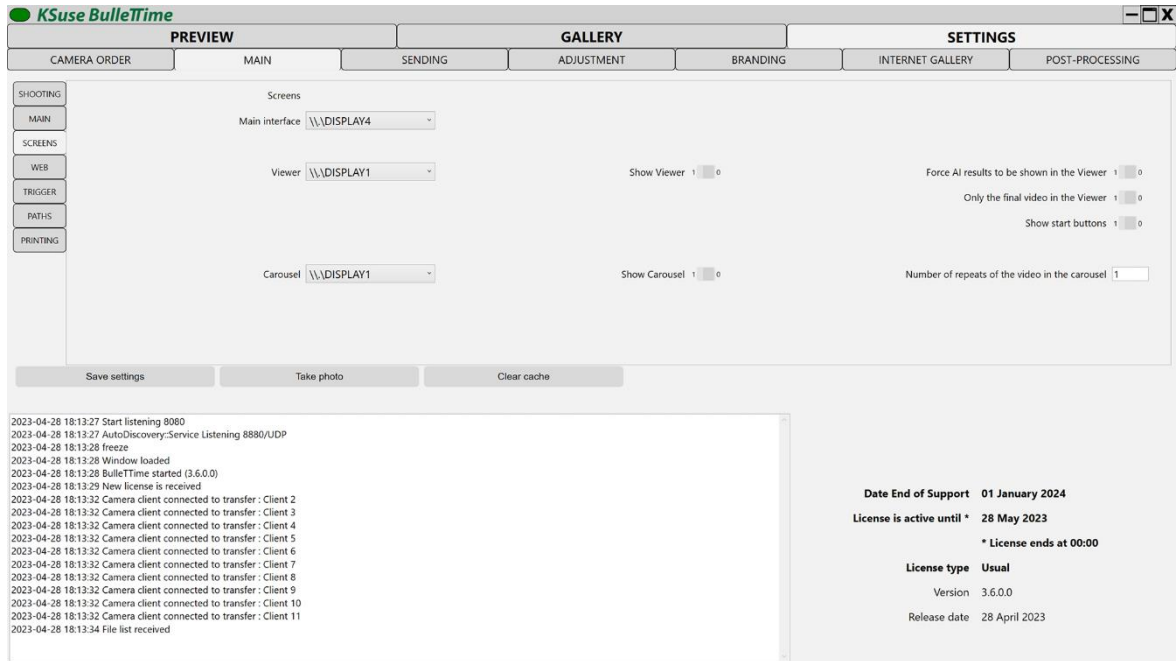 KSuse BulleTTime
PREVIEW GALLERY SETTINGS
CAMERA ORDER MAIN SENDING ADJUSTMENT BRANDING INTERNET GALLERY POST-PROCESSING
SHOOTING
MAIN
SCREENS
WEB
TRIGGER
PATHS
PRINTING
Screens
Main interface \\.\DISPLAY4
Viewer \\.\DISPLAY1 Show Viewer 1 0 Force AI results to be shown in the Viewer 1 0
Only the final video in the Viewer 1 0
Show start buttons 1 0
Carousel \\.\DISPLAY1 Show Carousel 1 0 Number of repeats of the video in the carousel 1
Save settings Take photo Clear cache
2023-04-28 18:13:27 Start listening 8080
2023-04-28 18:13:27 AutoDiscovery::Service Listening 8880/UDP
2023-04-28 18:13:28 freeze
2023-04-28 18:13:28 Window loaded
2023-04-28 18:13:28 BulleTTime started (3.6.0.0)
2023-04-28 18:13:29 New license is received
2023-04-28 18:13:32 Camera client connected to transfer : Client 2
2023-04-28 18:13:32 Camera client connected to transfer : Client 3
2023-04-28 18:13:32 Camera client connected to transfer : Client 4
2023-04-28 18:13:32 Camera client connected to transfer : Client 5
2023-04-28 18:13:32 Camera client connected to transfer : Client 6
2023-04-28 18:13:32 Camera client connected to transfer : Client 7
2023-04-28 18:13:32 Camera client connected to transfer : Client 8
2023-04-28 18:13:32 Camera client connected to transfer : Client 9
2023-04-28 18:13:32 Camera client connected to transfer : Client 10
2023-04-28 18:13:32 Camera client connected to transfer : Client 11
2023-04-28 18:13:34 File list received
Date End of Support 01 January 2024
License is active until * 28 May 2023
* License ends at 00:00
License type Usual
Version 3.6.0.0
Release date 28 April 2023